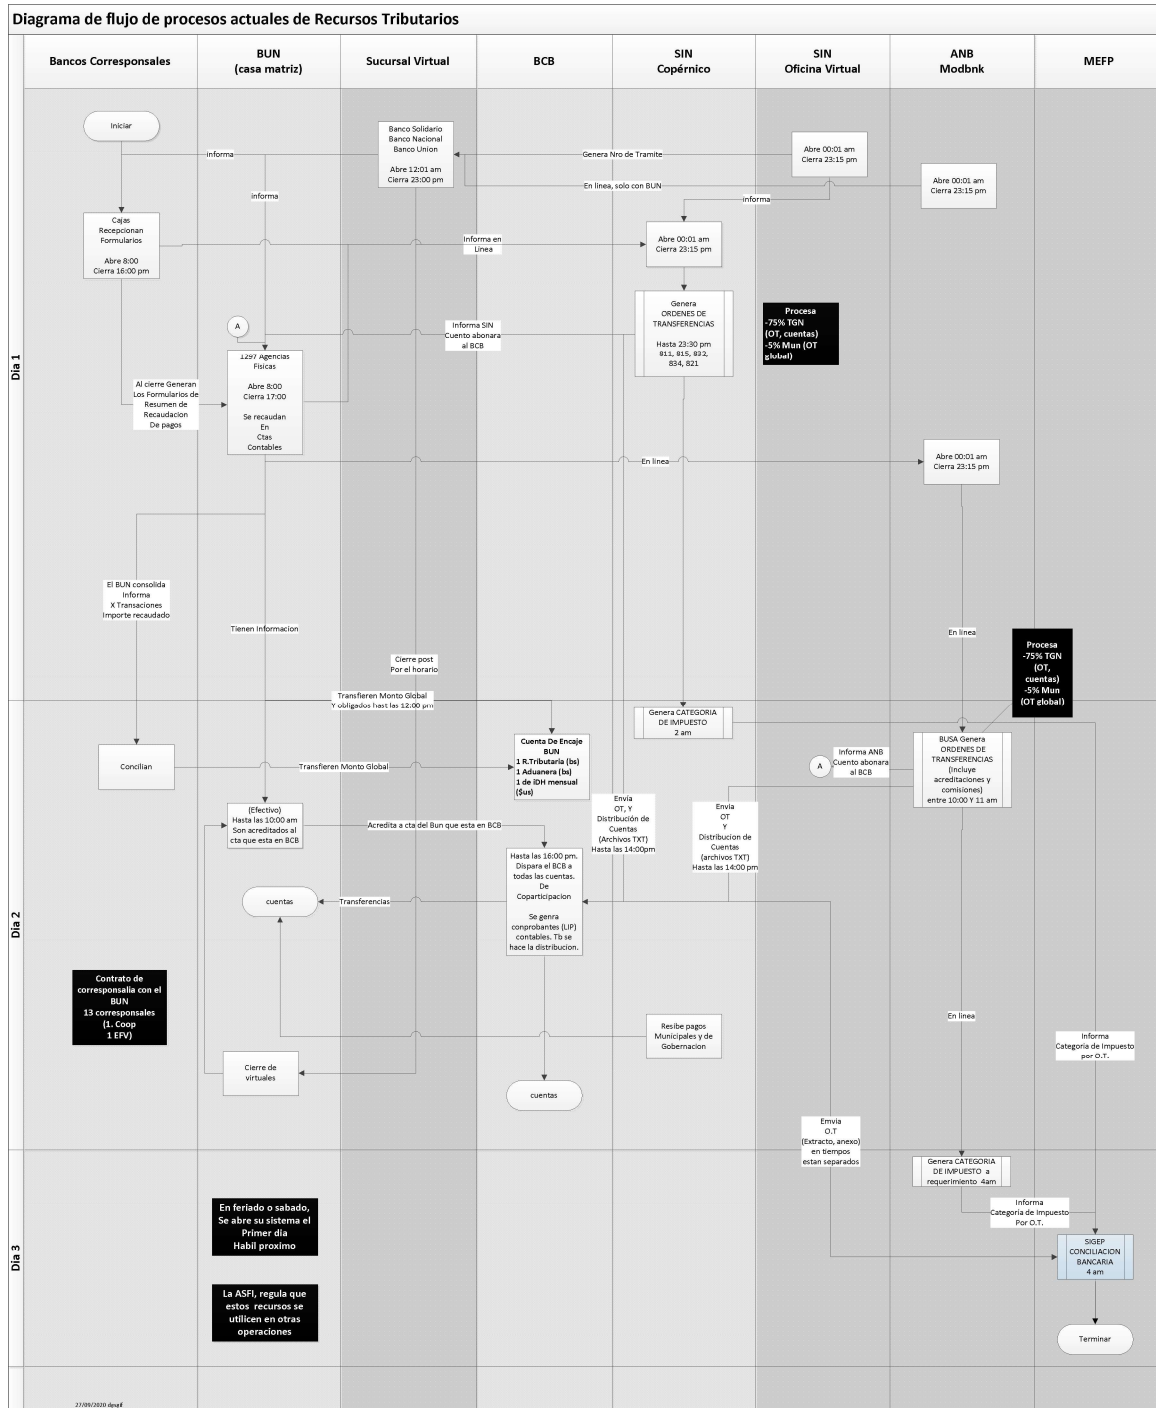 Diagrama de flujo de procesos actuales de Recursos Tributarios
Bancos Corresponsales
BUN
(casa matriz)
Sucursal Virtual
BCB
SIN
Copérnico
SIN
Oficina Virtual
ANB
Modbnk
MEFP
Dia 1
Iniciar
informa
informa
Banco Solidario
Banco Nacional
Banco Union
Abre 12:01 am
Cierra 23:00 pm
Genera Nro de Tramite
En linea, solo con BUN
Abre 00:01 am
Cierra 23:15 pm
Abre 00:01 am
Cierra 23:15 pm
informa
Cajas
Recepcionan
Formularios
Abre 8:00
Cierra 16:00 pm
Informa en
Linea
Abre 00:01 am
Cierra 23:15 pm
Genera
ORDENES DE
TRANSFERENCIAS
Hasta 23:30 pm
811, 815, 832,
834, 821
Procesa
-75% TGN
(OT, cuentas)
-5% Mun (OT
global)
A
Informa SIN
Cuento abonara
al BCB
1297 Agencias
Fisicas
Abre 8:00
Cierra 17:00
Se recaudan
En
Ctas
Contables
Al cierre Generan
Los Formularios de
Resumen de
Recaudacion
De pagos
En linea
Abre 00:01 am
Cierra 23:15 pm
El BUN consolida
Informa
X Transaciones
Importe recaudado
Tienen Informacion
Cierre post
Por el horario
En linea
Procesa
-75% TGN
(OT,
cuentas)
-5% Mun
(OT global)
Dia 2
Transfieren Monto Global
Y obligados hast las 12:00 pm
Genera CATEGORIA
DE IMPUESTO
2 am
Concilian
Transfieren Monto Global
Cuenta De Encaje
BUN
1 R.Tributaria (bs)
1 Aduanera (bs)
1 de iDH mensual
($us)
A
Informa ANB
Cuento abonara
al BCB
BUSA Genera
ORDENES DE
TRANSFERENCIAS
(Incluye
acreditaciones y
comisiones)
entre 10:00 Y 11 am
(Efectivo)
Hasta las 10:00 am
Son acreditados al
cta que esta en BCB
Acredita a cta del Bun que esta en BCB
Envía
OT, Y
Distribución de
Cuentas
(Archivos TXT)
Hasta las 14:00pm
Envia
OT
Y
Distribucion de
Cuentas
(archivos TXT)
Hasta las 14:00 pm
Hasta las 16:00 pm.
Dispara el BCB a
todas las cuentas.
De
Coparticipacion
Se genra
conprobantes (LIP)
contables. Tb se
hace la distribucion.
cuentas
Transferencias
Contrato de
corresponsalia con el
BUN
13 corresponsales
(1. Coop
1 EFV)
Recibe pagos
Municipales y de
Gobernacion
En linea
Informa
Categoria de Impuesto
por O.T.
Cierre de
virtuales
cuentas
Emvia
O.T
(Extracto, anexo)
en tiempos
estan separados
Dia 3
Genera CATEGORIA
DE IMPUESTO a
requerimiento 4am
En feriado o sabado,
Se abre su sistema el
Primer dia
Habil proximo
Informa
Categoría de Impuesto
Por O.T.
SIGEP
CONCILIACION
BANCARIA
4 am
La ASFI, regula que
estos recursos se
utilicen en otras
operaciones
Terminar
27/09/2020 dgsgif